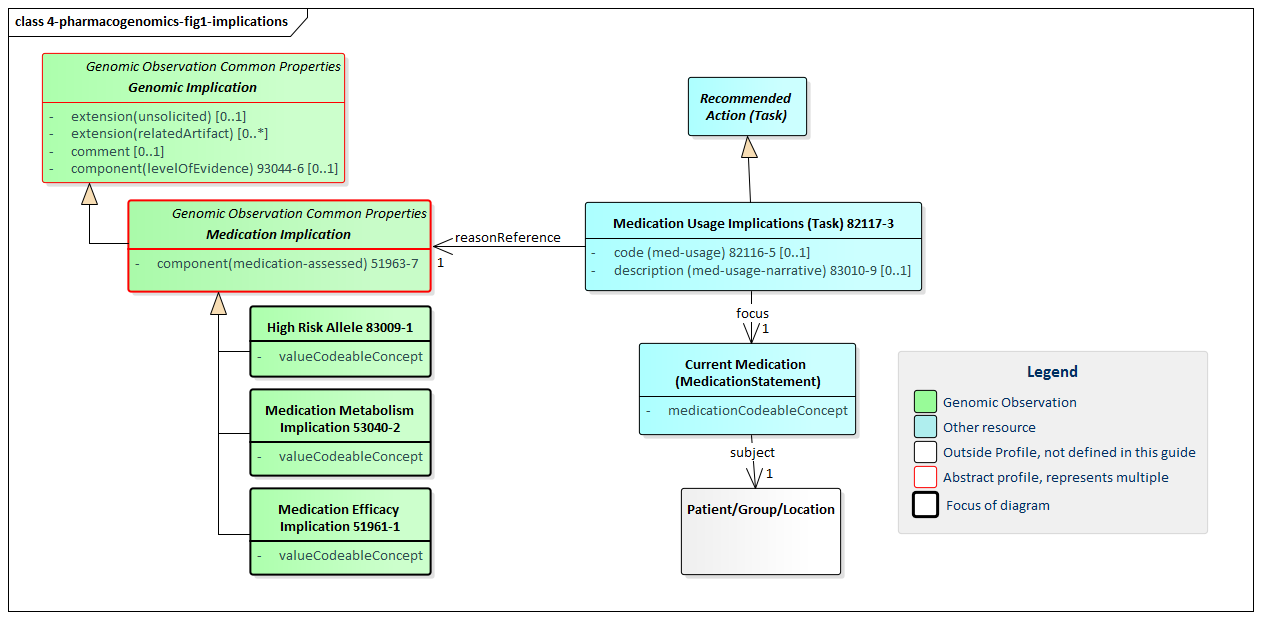 class 4-pharmacogenomics-fig1-implications
Genomic Observation Common Properties
Genomic Implication
- extension(unsolicited) [0..1]
- extension(relatedArtifact) [0..*]
- comment [0..1]
- component(levelOfEvidence) 93044-6 [0..1]
Genomic Observation Common Properties
Medication Implication
- component(medication-assessed) 51963-7
High Risk Allele 83009-1
- valueCodeableConcept
Medication Metabolism
Implication 53040-2
- valueCodeableConcept
Medication Efficacy
Implication 51961-1
- valueCodeableConcept
reasonReference
1
Recommended
Action (Task)
Medication Usage Implications (Task) 82117-3
- code (med-usage) 82116-5 [0..1]
- description (med-usage-narrative) 83010-9 [0..1]
focus
1
Current Medication
(MedicationStatement)
- medicationCodeableConcept
subject
1
Patient/Group/Location
Legend
Genomic Observation
Other resource
Outside Profile, not defined in this guide
Abstract profile, represents multiple
Focus of diagram